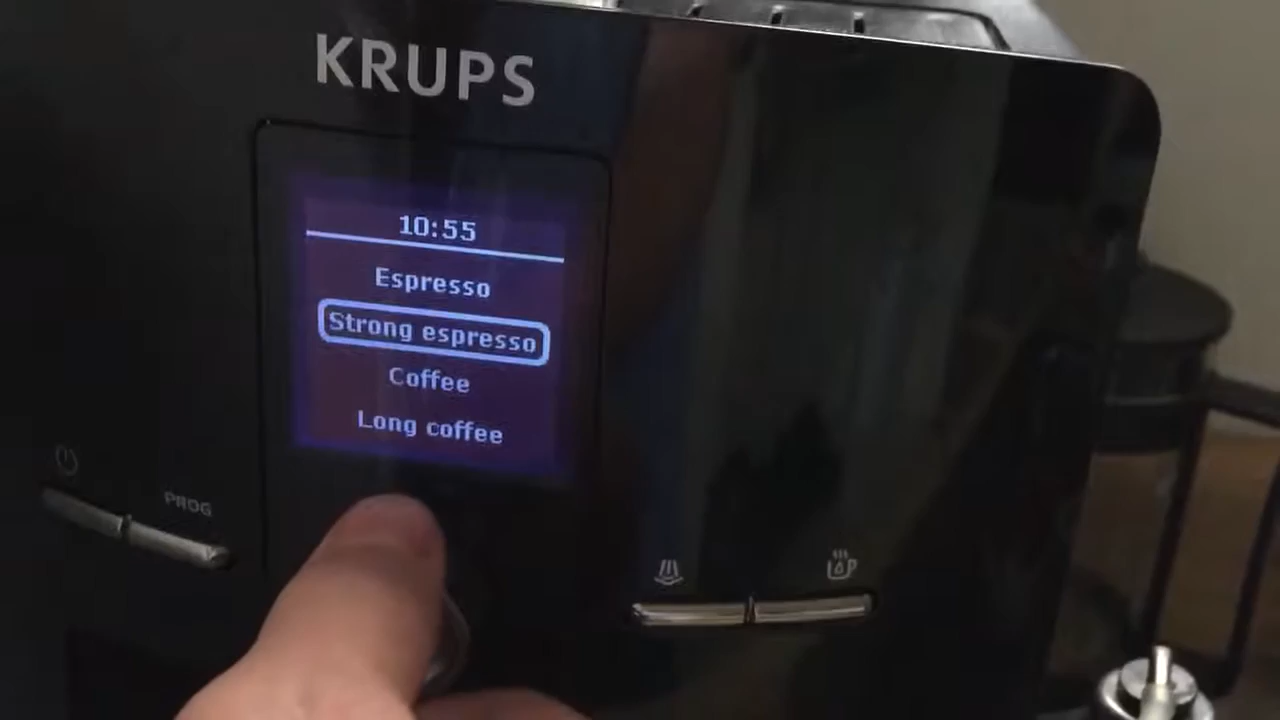 KRUPS
10:55
Espresso
Strong espresso
Coffee
Long coffee
PROG